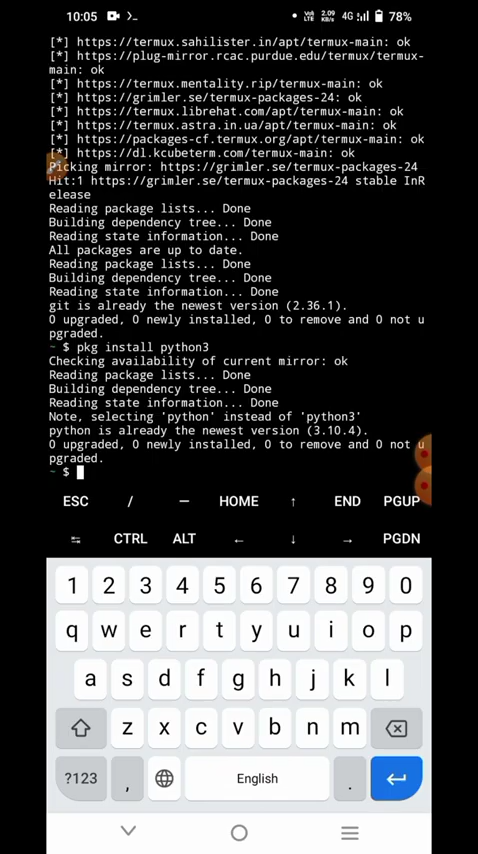 10:05 >_ • Vol LTE 2.09 KB/s 4G 78%
[*] https://termux.sahilister.in/apt/termux-main: ok
[*] https://plug-mirror.rcac.purdue.edu/termux/termux-
main: ok
[*] https://termux.mentality.rip/termux-main: ok
[*] https://grimler.se/termux-packages-24: ok
[*] https://termux.librehat.com/apt/termux-main: ok
[*] https://termux.astra.in.ua/apt/termux-main: ok
[*] https://packages-cf.termux.org/apt/termux-main: ok
[*] https://dl.kcubeterm.com/termux-main: ok
Picking mirror: https://grimler.se/termux-packages-24
Hit:1 https://grimler.se/termux-packages-24 stable InR
elease
Reading package lists... Done
Building dependency tree... Done
Reading state information... Done
All packages are up to date.
Reading package lists... Done
Building dependency tree... Done
Reading state information... Done
git is already the newest version (2.36.1).
0 upgraded, 0 newly installed, 0 to remove and 0 not u
pgraded.
~ $ pkg install python3
Checking availability of current mirror: ok
Reading package lists... Done
Building dependency tree... Done
Reading state information... Done
Note, selecting 'python' instead of 'python3'
python is already the newest version (3.10.4).
0 upgraded, 0 newly installed, 0 to remove and 0 not u
pgraded.
~ $
ESC / — HOME ↑ END PGUP
↹ CTRL ALT ← ↓ → PGDN
1 2 3 4 5 6 7 8 9 0
q w e r t y u i o p
a s d f g h j k l
z x c v b n m
?123 , English .